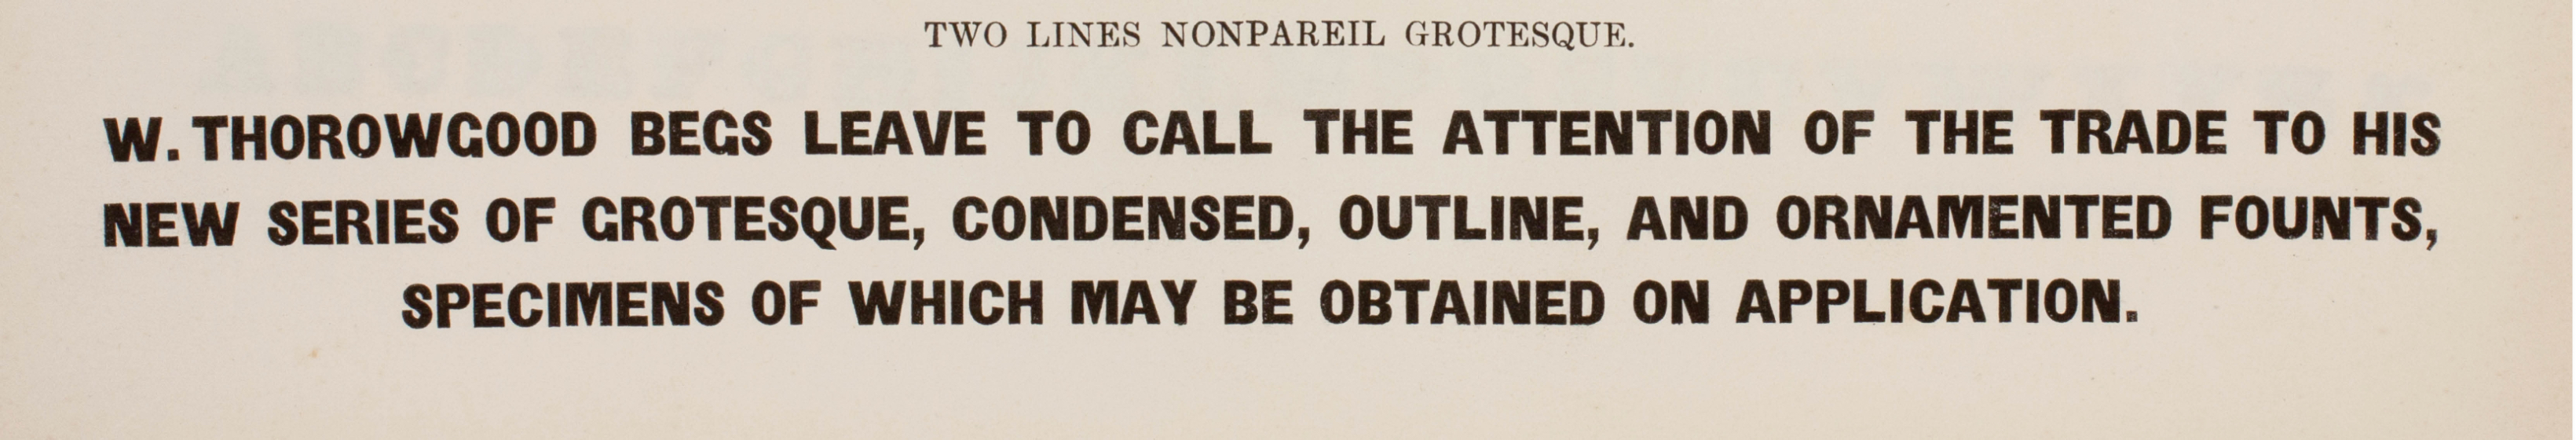 TWO LINES NONPAREIL GROTESQUE.
W. THOROWGOOD BEGS LEAVE TO CALL THE ATTENTION OF THE TRADE TO HIS
NEW SERIES OF GROTESQUE, CONDENSED, OUTLINE, AND ORNAMENTED FOUNTS,
SPECIMENS OF WHICH MAY BE OBTAINED ON APPLICATION.